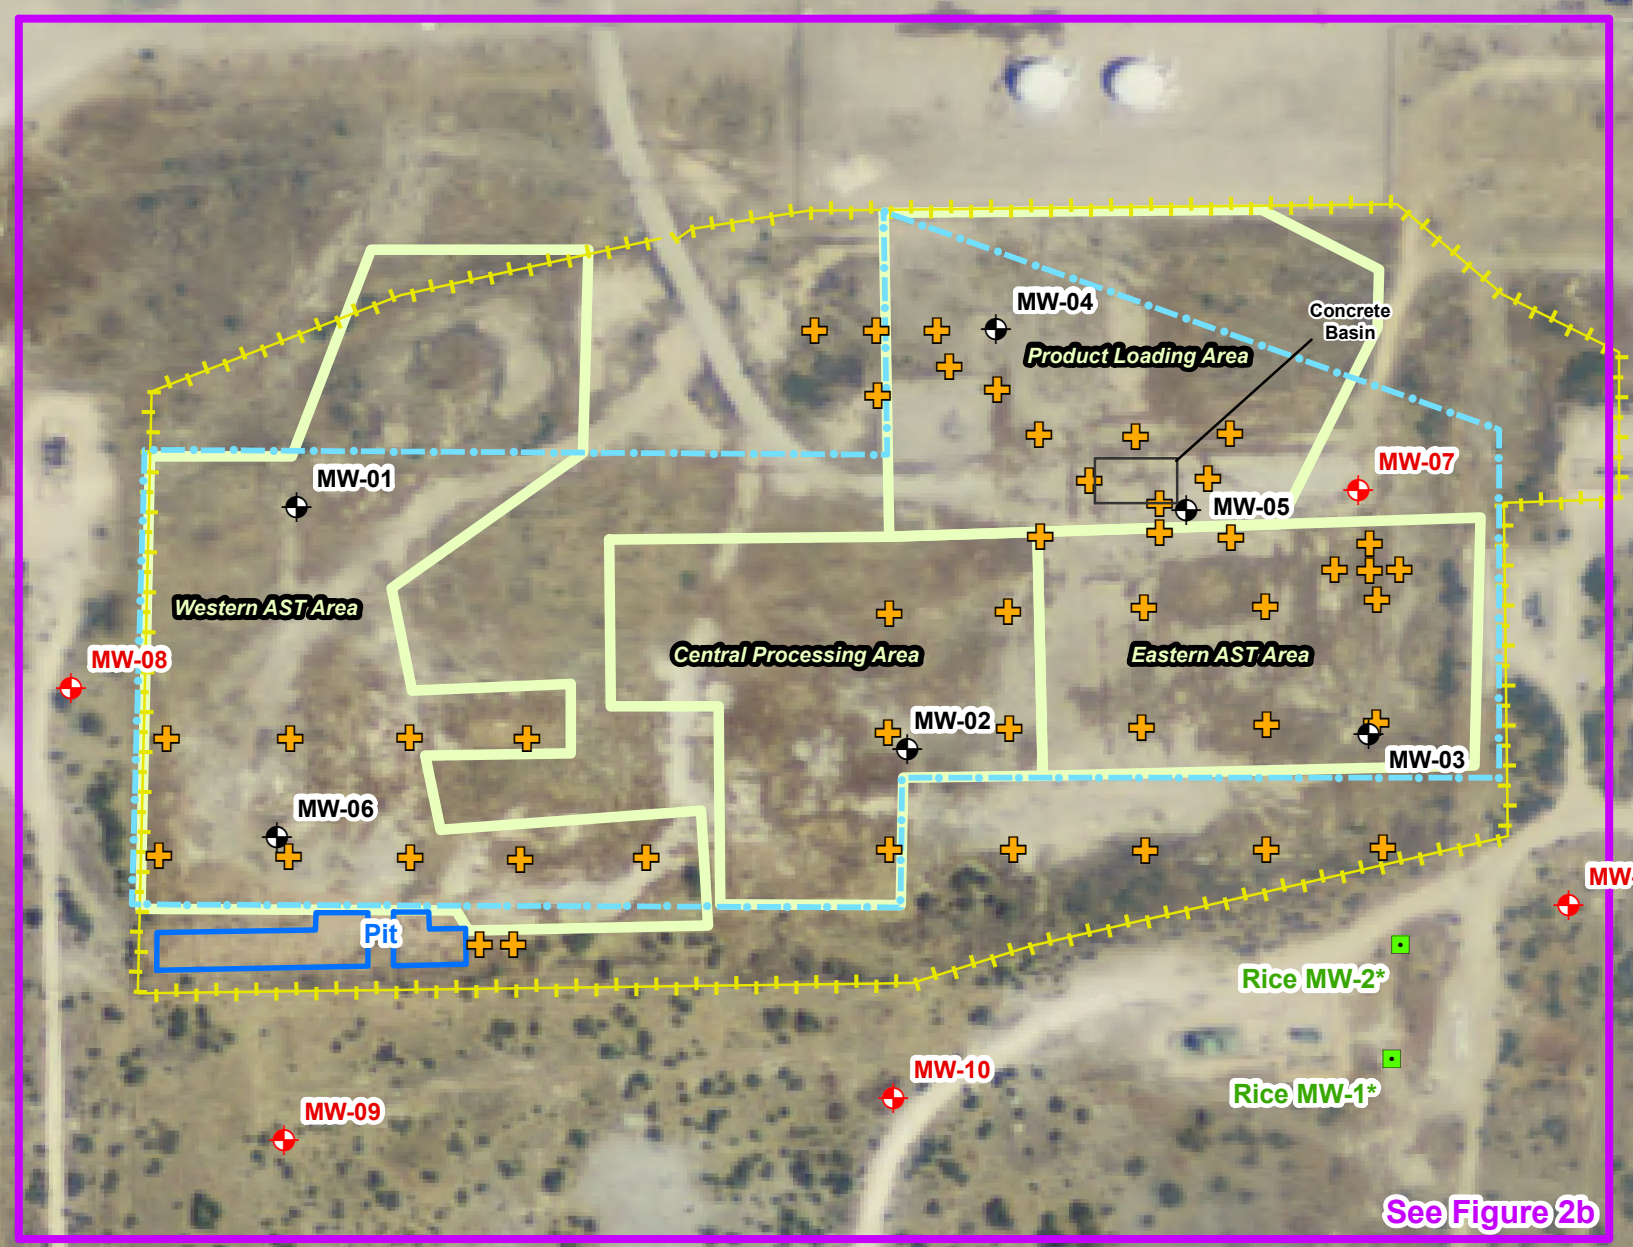 MW-04
Concrete
Basin
Product Loading Area
MW-07
MW-01
MW-05
Western AST Area
MW-08
Central Processing Area
Eastern AST Area
MW-02
MW-03
MW-06
MW-
Pit
Rice MW-2*
MW-10
Rice MW-1*
MW-09
See Figure 2b